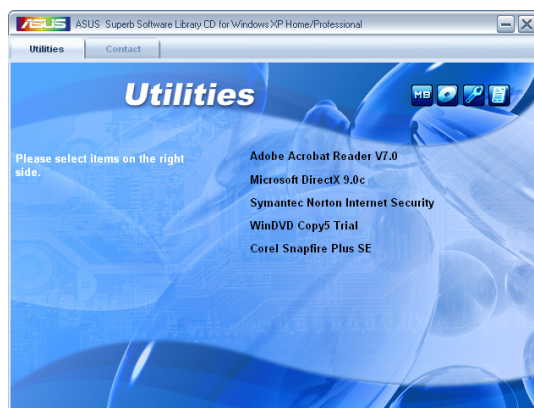 ASUS ASUS Superb Software Library CD for Windows XP Home/Professional
Utilities Contact
Utilities
MB
Please select items on the right
side.
Adobe Acrobat Reader V7.0
Microsoft DirectX 9.0c
Symantec Norton Internet Security
WinDVD Copy5 Trial
Corel Snapfire Plus SE